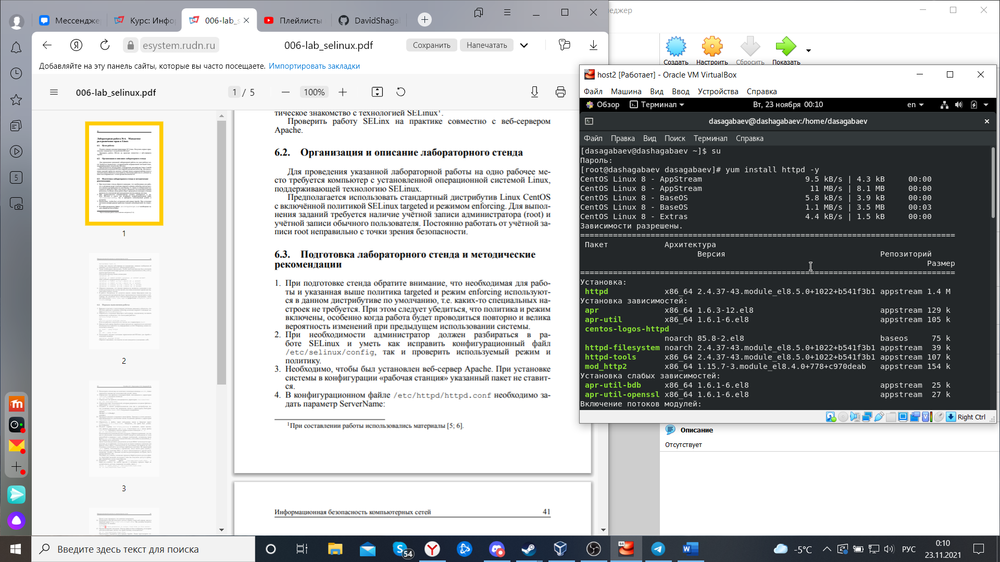 Мессендже
Курс: Инфо
006-lab_s
Плейлисты
DavidShaga
еджер
esystem.rudn.ru
006-lab_selinux.pdf
Сохранить
Напечатать
Добавляйте на эту панель сайты, которые вы часто посещаете. Импортировать закладки
006-lab_selinux.pdf
1 / 5
100%
1
2
3
5
тическое знакомство с технологией SELinux¹.
Проверить работу SELinx на практике совместно с веб-сервером
Apache.
6.2. Организация и описание лабораторного стенда
Для проведения указанной лабораторной работы на одно рабочее ме-
сто требуется компьютер с установленной операционной системой Linux,
поддерживающей технологию SELinux.
Предполагается использовать стандартный дистрибутив Linux CentOS
с включённой политикой SELinux targeted и режимом enforcing. Для выпол-
нения заданий требуется наличие учётной записи администратора (root) и
учётной записи обычного пользователя. Постоянно работать от учётной за-
писи root неправильно с точки зрения безопасности.
6.3. Подготовка лабораторного стенда и методические
рекомендации
1. При подготовке стенда обратите внимание, что необходимая для рабо-
ты и указанная выше политика targeted и режим enforcing используют-
ся в данном дистрибутиве по умолчанию, т.е. каких-то специальных на-
строек не требуется. При этом следует убедиться, что политика и режим
включены, особенно когда работа будет проводиться повторно и велика
вероятность изменений при предыдущем использовании системы.
2. При необходимости администратор должен разбираться в ра-
боте SELinux и уметь как исправить конфигурационный файл
/etc/selinux/config, так и проверить используемый режим и
политику.
3. Необходимо, чтобы был установлен веб-сервер Apache. При установке
системы в конфигурации «рабочая станция» указанный пакет не ставит-
ся.
4. В конфигурационном файле /etc/httpd/httpd.conf необходимо за-
дать параметр ServerName:
¹При составлении работы использовались материалы [5; 6].
Информационная безопасность компьютерных сетей 41
Создать
Настроить
Сбросить
Показать
host2 [Работает] - Oracle VM VirtualBox
Файл Машина Вид Ввод Устройства Справка
Обзор Терминал Вт, 23 ноября 00:10 en
dasagabaev@dashagabaev:/home/dasagabaev
Файл Правка Вид Поиск Терминал Справка
[dasagabaev@dashagabaev ~]$ su
Пароль:
[root@dashagabaev dasagabaev]# yum install httpd -y
CentOS Linux 8 - AppStream 9.5 kB/s | 4.3 kB 00:00
CentOS Linux 8 - AppStream 11 MB/s | 8.1 MB 00:00
CentOS Linux 8 - BaseOS 5.8 kB/s | 3.9 kB 00:00
CentOS Linux 8 - BaseOS 1.1 MB/s | 3.5 MB 00:03
CentOS Linux 8 - Extras 4.4 kB/s | 1.5 kB 00:00
Зависимости разрешены.
================================================================================
Пакет Архитектура
Версия Репозиторий
Размер
================================================================================
Установка:
httpd x86_64 2.4.37-43.module_el8.5.0+1022+b541f3b1 appstream 1.4 M
Установка зависимостей:
apr x86_64 1.6.3-12.el8 appstream 129 k
apr-util x86_64 1.6.1-6.el8 appstream 105 k
centos-logos-httpd
noarch 85.8-2.el8 baseos 75 k
httpd-filesystem noarch 2.4.37-43.module_el8.5.0+1022+b541f3b1 appstream 39 k
httpd-tools x86_64 2.4.37-43.module_el8.5.0+1022+b541f3b1 appstream 107 k
mod_http2 x86_64 1.15.7-3.module_el8.4.0+778+c970deab appstream 154 k
Установка слабых зависимостей:
apr-util-bdb x86_64 1.6.1-6.el8 appstream 25 k
apr-util-openssl x86_64 1.6.1-6.el8 appstream 27 k
Включение потоков модулей:
Right Ctrl
Описание
Отсутствует
Введите здесь текст для поиска
54
-5°C
РУС
0:10
23.11.2021